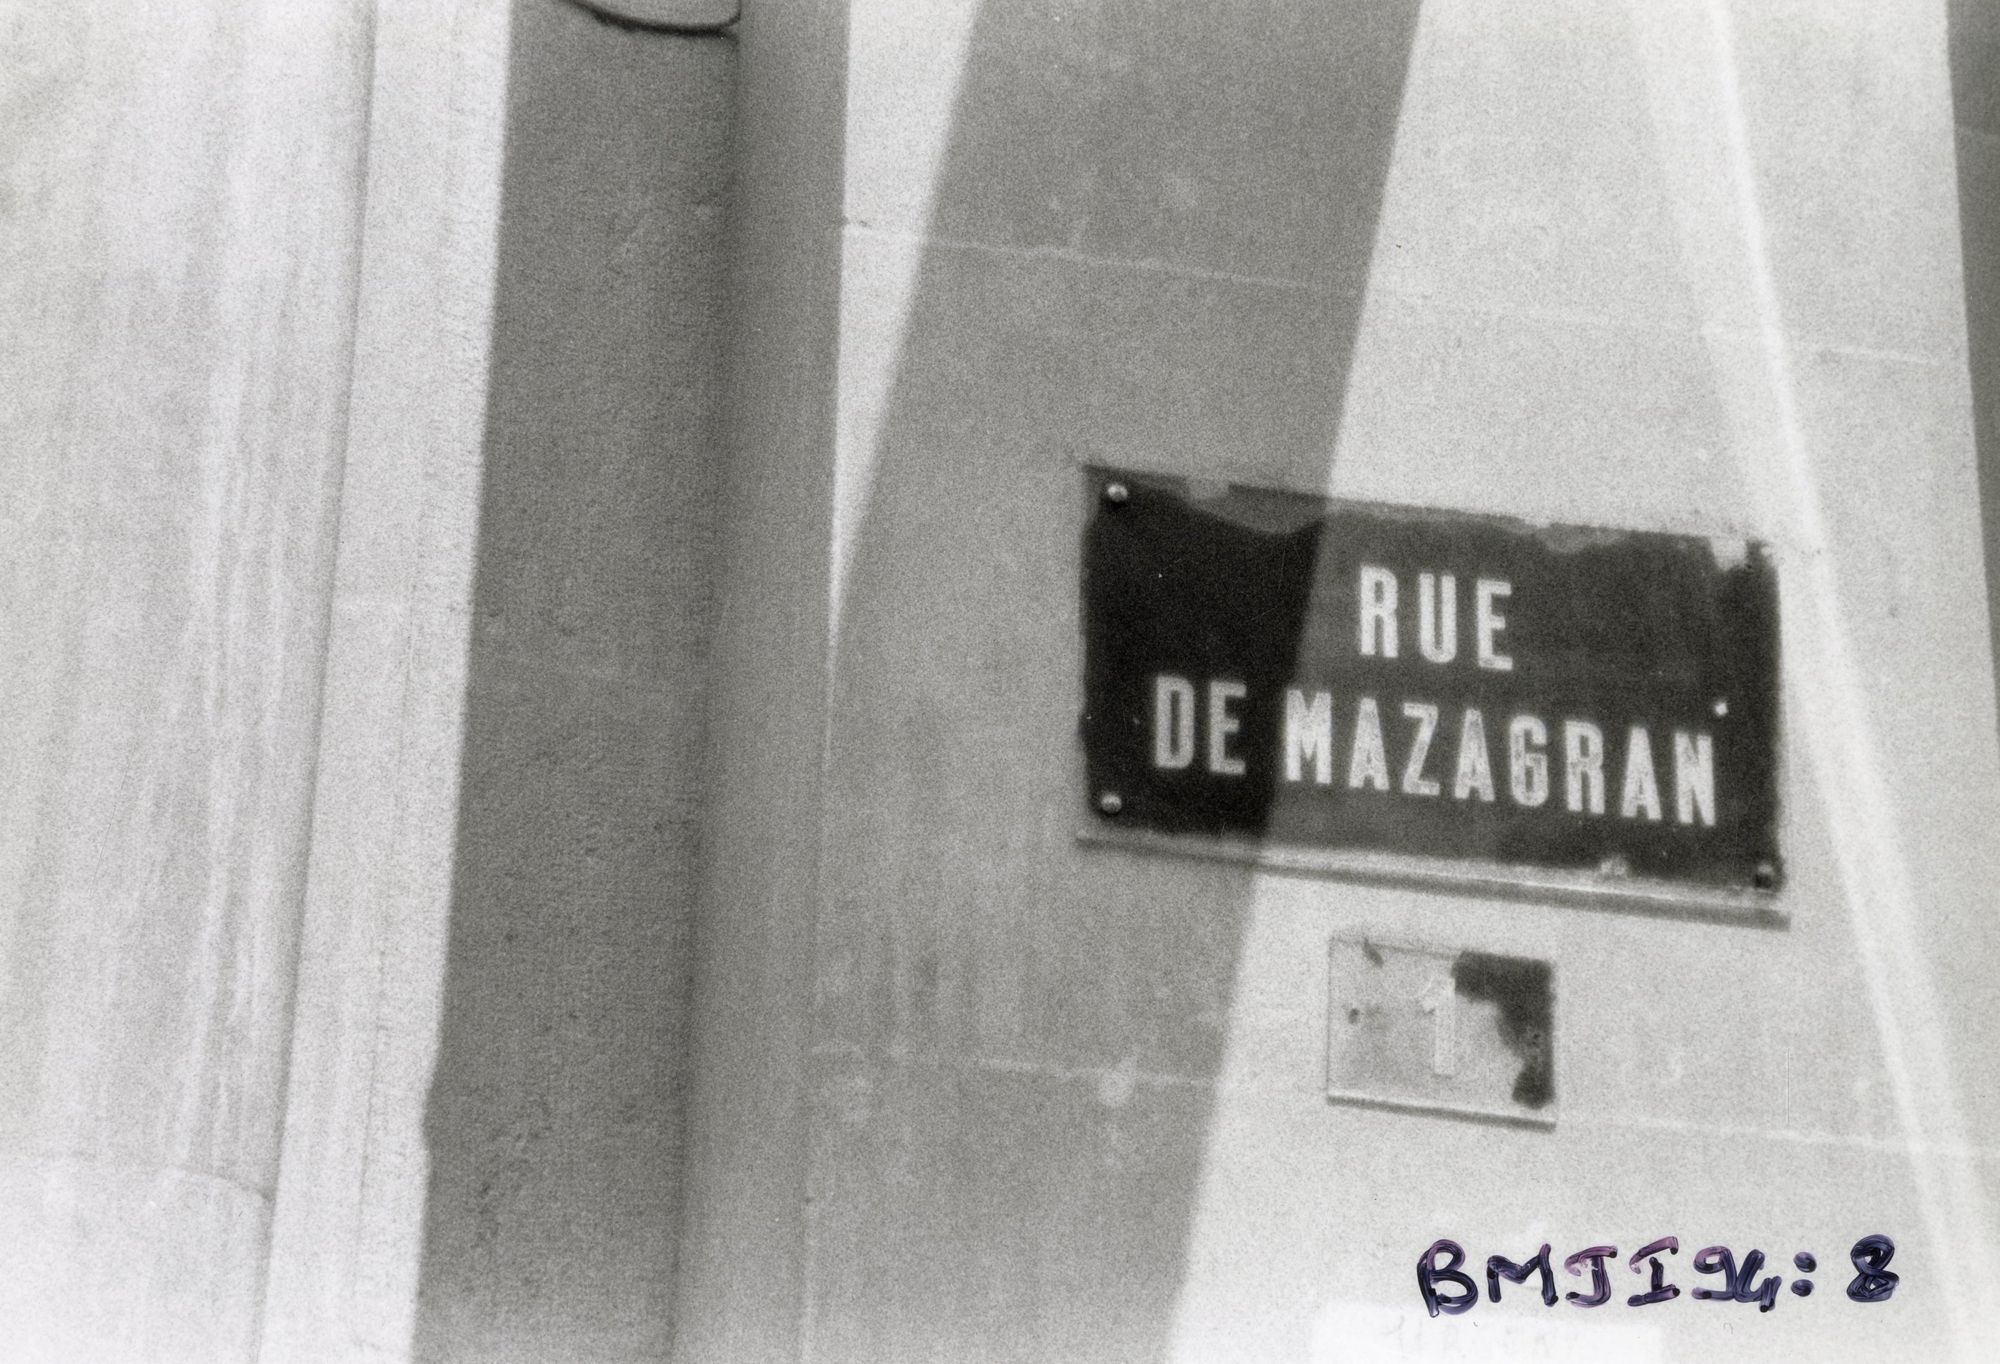 RUE
DE MAZAGRAN
1
BMJI94:8